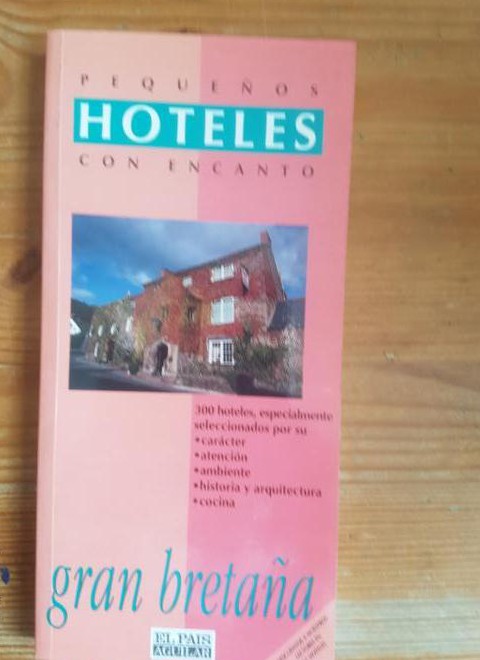 PEQUEÑOS
HOTELES
CON ENCANTO
300 hoteles, especialmente
seleccionados por su
•carácter
•atención
•ambiente
•historia y arquitectura
•cocina
gran bretaña
EL PAIS
AGUILAR